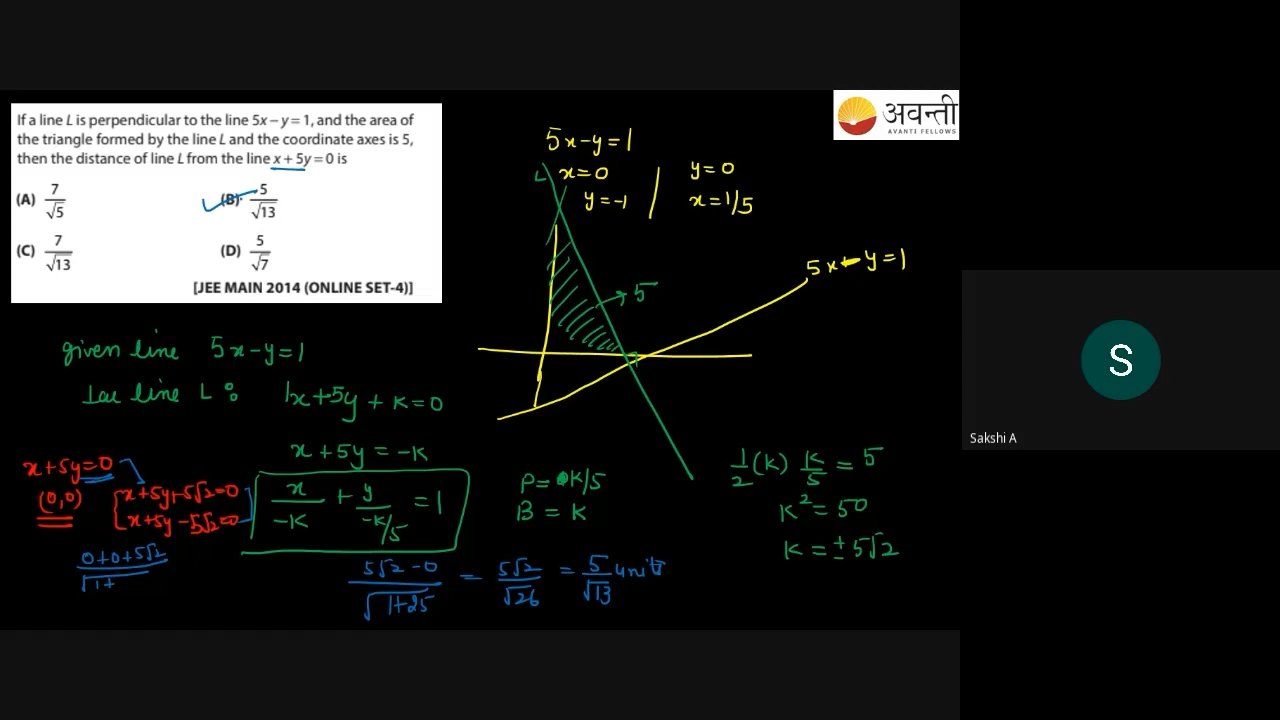 If a line L is perpendicular to the line 5x – y = 1, and the area of
the triangle formed by the line L and the coordinate axes is 5,
then the distance of line L from the line x + 5y = 0 is
(A) 7/√5
(B) 5/√13
(C) 7/√13
(D) 5/√7
[JEE MAIN 2014 (ONLINE SET-4)]
अवन्ती
AVANTI FELLOWS
5x-y=1
x=0
y=-1
y=0
x=1/5
L
5
5x-y=1
given line 5x-y=1
⊥ar line L : 1x+5y+K=0
x+5y=-K
x/-K + y/-K/5 = 1
P= K/5
B = K
1/2 (K) K/5 = 5
K²=50
K=±5√2
x+5y=0
(0,0)
x+5y+5√2=0
x+5y-5√2=0
0+0+5√2
√1+
5√2-0/√1+25 = 5√2/√26 = 5/√13 units
S
Sakshi A